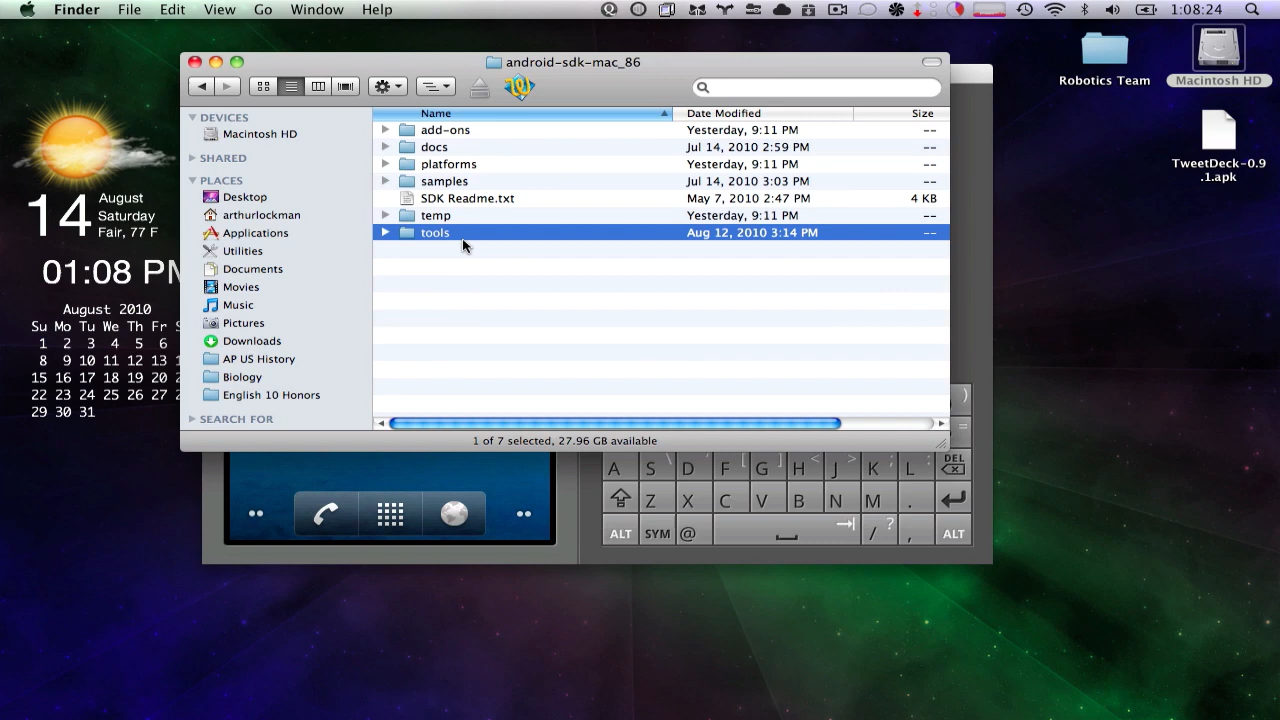 Finder File Edit View Go Window Help 1:08:24
android-sdk-mac_86
Name Date Modified Size
DEVICES
Macintosh HD
SHARED
PLACES
Desktop
arthurlockman
Applications
Utilities
Documents
Movies
Music
Pictures
Downloads
AP US History
Biology
English 10 Honors
SEARCH FOR
add-ons Yesterday, 9:11 PM --
docs Jul 14, 2010 2:59 PM --
platforms Yesterday, 9:11 PM --
samples Jul 14, 2010 3:03 PM --
SDK Readme.txt May 7, 2010 2:47 PM 4 KB
temp Yesterday, 9:11 PM --
tools Aug 12, 2010 3:14 PM --
1 of 7 selected, 27.96 GB available
Robotics Team
Macintosh HD
TweetDeck-0.9
.1.apk
14 August
Saturday
Fair, 77 F
01:08 PM
August 2010
Su Mo Tu We Th Fr S
1 2 3 4 5 6
8 9 10 11 12 13 1
15 16 17 18 19 20 2
22 23 24 25 26 27 2
29 30 31
)
=
A S \ D ' F [ G ] H < J > K ; L : DEL
Z X C V B N M .
ALT SYM @ / ? , ALT